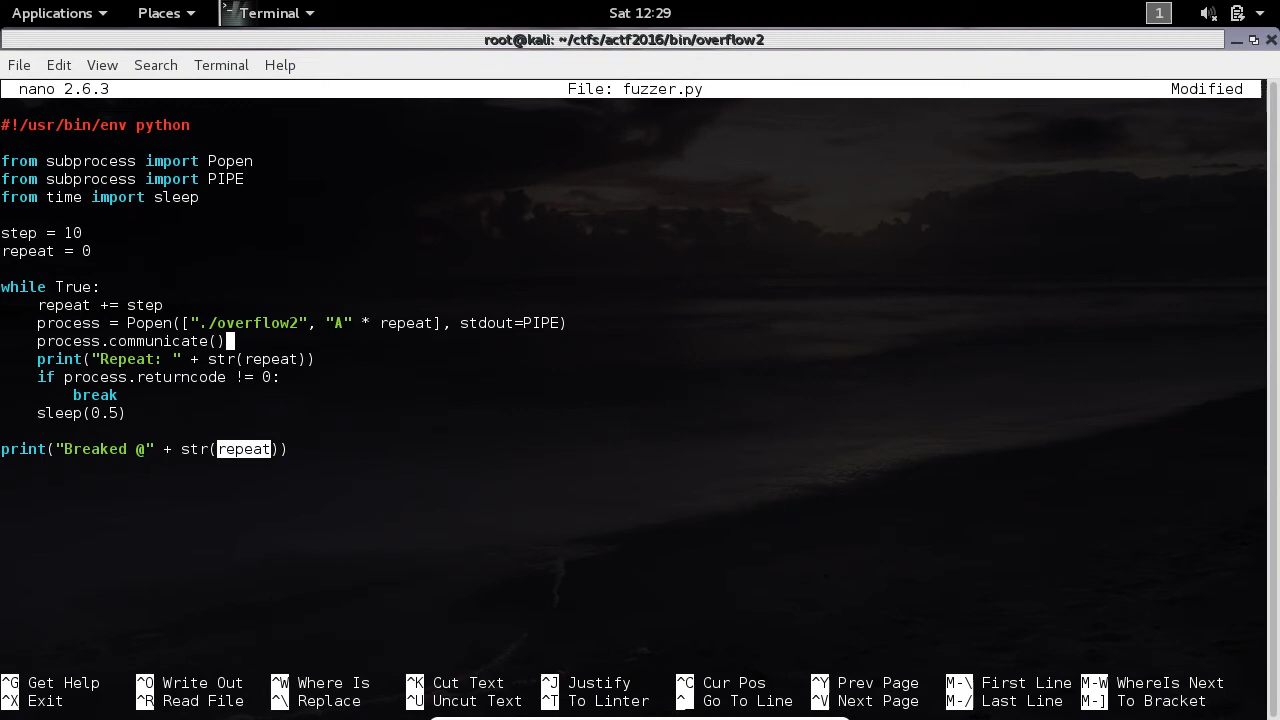 Applications Places Terminal Sat 12:29 1
root@kali: ~/ctfs/actf2016/bin/overflow2
File Edit View Search Terminal Help
nano 2.6.3 File: fuzzer.py Modified
#!/usr/bin/env python
from subprocess import Popen
from subprocess import PIPE
from time import sleep
step = 10
repeat = 0
while True:
    repeat += step
    process = Popen(["./overflow2", "A" * repeat], stdout=PIPE)
    process.communicate()
    print("Repeat: " + str(repeat))
    if process.returncode != 0:
        break
    sleep(0.5)
print("Breaked @" + str(repeat))
^G Get Help ^O Write Out ^W Where Is ^K Cut Text ^J Justify ^C Cur Pos ^Y Prev Page M-\ First Line M-W WhereIs Next
^X Exit ^R Read File ^\ Replace ^U Uncut Text ^T To Linter ^_ Go To Line ^V Next Page M-/ Last Line M-] To Bracket